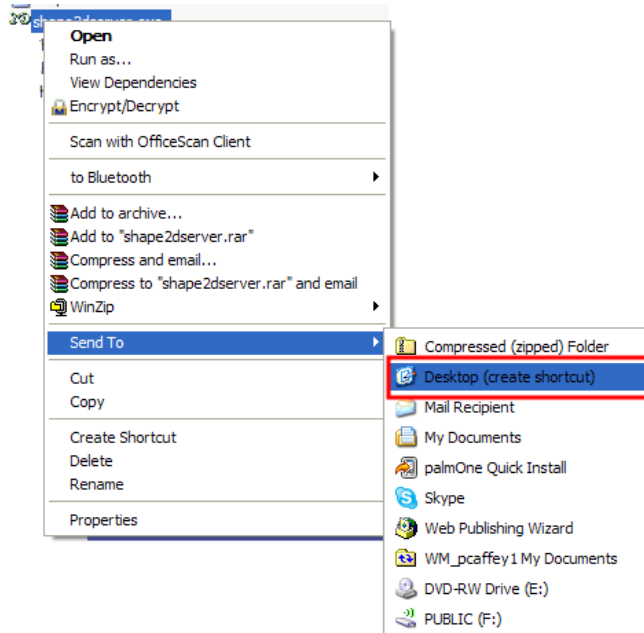 shape2dserver.exe
Open
Run as...
View Dependencies
Encrypt/Decrypt
Scan with OfficeScan Client
to Bluetooth
Add to archive...
Add to "shape2dserver.rar"
Compress and email...
Compress to "shape2dserver.rar" and email
WinZip
Send To
Cut
Copy
Create Shortcut
Delete
Rename
Properties
Compressed (zipped) Folder
Desktop (create shortcut)
Mail Recipient
My Documents
palmOne Quick Install
Skype
Web Publishing Wizard
WM_pcaffey1 My Documents
DVD-RW Drive (E:)
PUBLIC (F:)